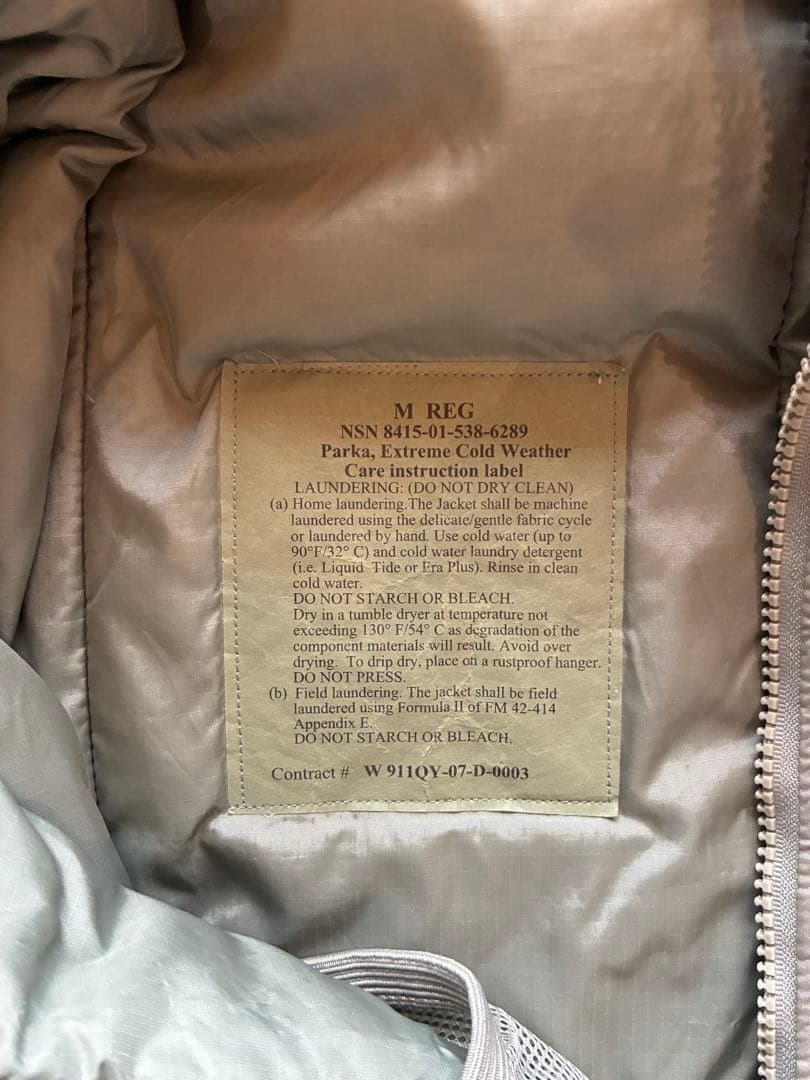 M REG
NSN 8415-01-538-6289
Parka, Extreme Cold Weather
Care instruction label
LAUNDERING: (DO NOT DRY CLEAN)
(a) Home laundering.The Jacket shall be machine
laundered using the delicate/gentle fabric cycle
or laundered by hand. Use cold water (up to
90°F/32° C) and cold water laundry detergent
(i.e. Liquid Tide or Era Plus). Rinse in clean
cold water.
DO NOT STARCH OR BLEACH.
Dry in a tumble dryer at temperature not
exceeding 130° F/54° C as degradation of the
component materials will result. Avoid over
drying. To drip dry, place on a rustproof hanger.
DO NOT PRESS.
(b) Field laundering. The jacket shall be field
laundered using Formula II of FM 42-414
Appendix E.
DO NOT STARCH OR BLEACH.
Contract # W 911QY-07-D-0003